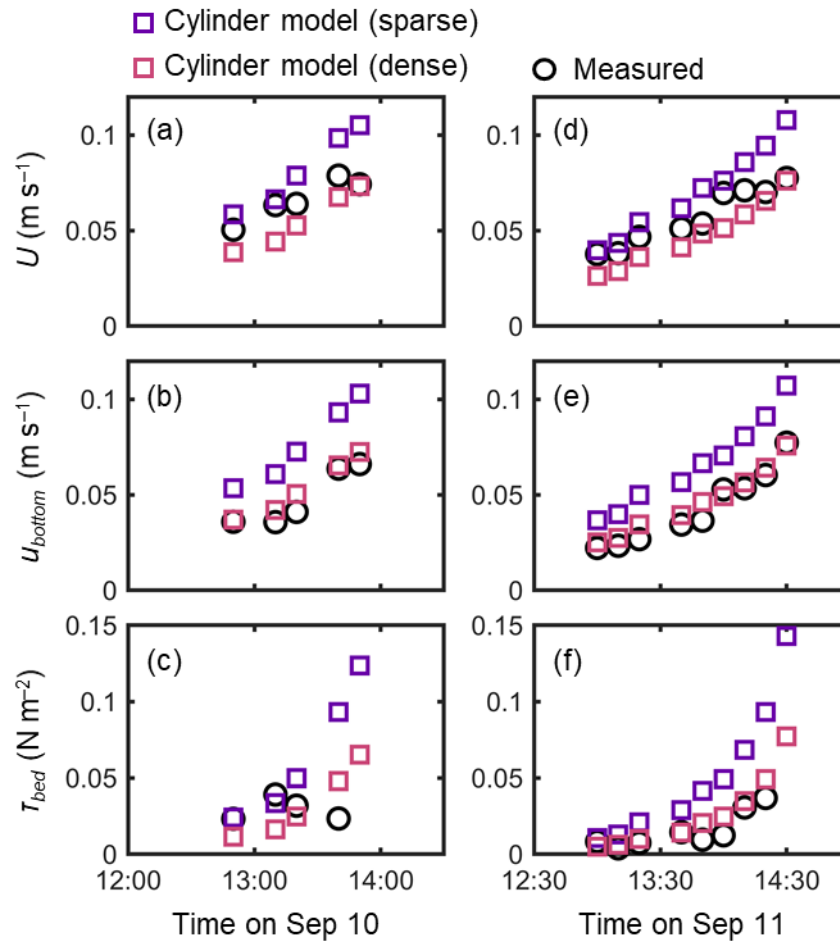 Cylinder model (sparse)
Cylinder model (dense) Measured
(a) (d)
0.1 0.1
U (m s⁻¹)
0.05 0.05
0 0
(b) (e)
0.1 0.1
u_bottom (m s⁻¹)
0.05 0.05
0 0
0.15 0.15
(c) (f)
0.1 0.1
τ_bed (N m⁻²)
0.05 0.05
0 0
12:00 13:00 14:00 12:30 13:30 14:30
Time on Sep 10 Time on Sep 11